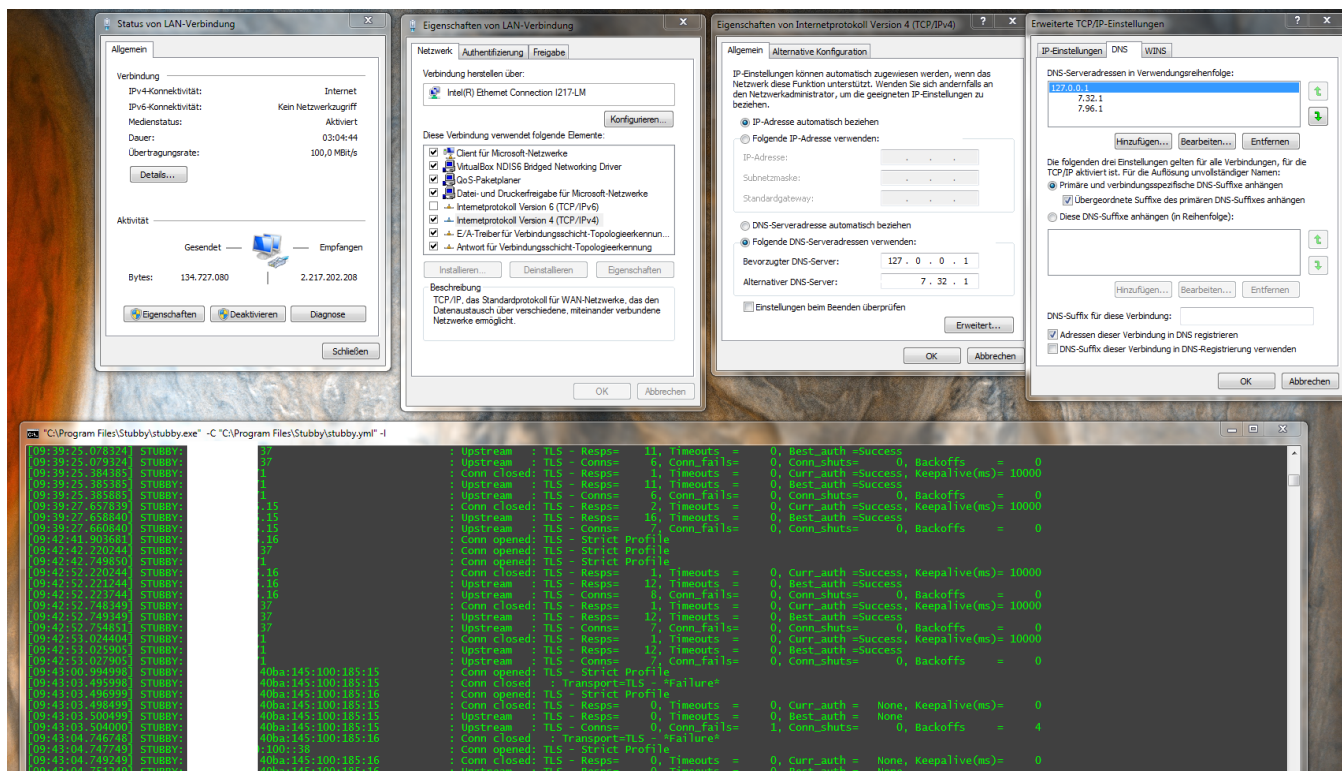 Status von LAN-Verbindung
Allgemein
Verbindung
IPv4-Konnektivität: Internet
IPv6-Konnektivität: Kein Netzwerkzugriff
Medienstatus: Aktiviert
Dauer: 03:04:44
Übertragungsrate: 100,0 MBit/s
Details...
Aktivität
Gesendet — — Empfangen
Bytes: 134.727.080 2.217.202.208
Eigenschaften Deaktivieren Diagnose
Schließen
Eigenschaften von LAN-Verbindung
Netzwerk Authentifizierung Freigabe
Verbindung herstellen über:
Intel(R) Ethernet Connection I217-LM
Konfigurieren...
Diese Verbindung verwendet folgende Elemente:
Client für Microsoft-Netzwerke
VirtualBox NDIS6 Bridged Networking Driver
QoS-Paketplaner
Datei- und Druckerfreigabe für Microsoft-Netzwerke
Internetprotokoll Version 6 (TCP/IPv6)
Internetprotokoll Version 4 (TCP/IPv4)
E/A-Treiber für Verbindungsschicht-Topologieerkennun...
Antwort für Verbindungsschicht-Topologieerkennung
Installieren... Deinstallieren Eigenschaften
Beschreibung
TCP/IP, das Standardprotokoll für WAN-Netzwerke, das den
Datenaustausch über verschiedene, miteinander verbundene
Netzwerke ermöglicht.
OK Abbrechen
Eigenschaften von Internetprotokoll Version 4 (TCP/IPv4)
Allgemein Alternative Konfiguration
IP-Einstellungen können automatisch zugewiesen werden, wenn das
Netzwerk diese Funktion unterstützt. Wenden Sie sich andernfalls an
den Netzwerkadministrator, um die geeigneten IP-Einstellungen zu
beziehen.
IP-Adresse automatisch beziehen
Folgende IP-Adresse verwenden:
IP-Adresse: . . .
Subnetzmaske: . . .
Standardgateway: . . .
DNS-Serveradresse automatisch beziehen
Folgende DNS-Serveradressen verwenden:
Bevorzugter DNS-Server: 127 . 0 . 0 . 1
Alternativer DNS-Server: 7 . 32 . 1
Einstellungen beim Beenden überprüfen
Erweitert...
OK Abbrechen
Erweiterte TCP/IP-Einstellungen
IP-Einstellungen DNS WINS
DNS-Serveradressen in Verwendungsreihenfolge:
127.0.0.1
7.32.1
7.96.1
Hinzufügen... Bearbeiten... Entfernen
Die folgenden drei Einstellungen gelten für alle Verbindungen, für die
TCP/IP aktiviert ist. Für die Auflösung unvollständiger Namen:
Primäre und verbindungsspezifische DNS-Suffixe anhängen
Übergeordnete Suffixe des primären DNS-Suffixes anhängen
Diese DNS-Suffixe anhängen (in Reihenfolge):
Hinzufügen... Bearbeiten... Entfernen
DNS-Suffix für diese Verbindung:
Adressen dieser Verbindung in DNS registrieren
DNS-Suffix dieser Verbindung in DNS-Registrierung verwenden
OK Abbrechen
"C:\Program Files\Stubby\stubby.exe" -C "C:\Program Files\Stubby\stubby.yml" -l
[09:39:25.078324] STUBBY: 37 : Upstream : TLS - Resps= 11, Timeouts = 0, Best_auth =Success
[09:39:25.079324] STUBBY: 37 : Upstream : TLS - Conns= 6, Conn_fails= 0, Conn_shuts= 0, Backoffs = 0
[09:39:25.384385] STUBBY: 71 : Conn closed: TLS - Resps= 1, Timeouts = 0, Curr_auth =Success, Keepalive(ms)= 10000
[09:39:25.385385] STUBBY: 71 : Upstream : TLS - Resps= 11, Timeouts = 0, Best_auth =Success
[09:39:25.385885] STUBBY: 71 : Upstream : TLS - Conns= 6, Conn_fails= 0, Conn_shuts= 0, Backoffs = 0
[09:39:27.657839] STUBBY: .15 : Conn closed: TLS - Resps= 2, Timeouts = 0, Curr_auth =Success, Keepalive(ms)= 10000
[09:39:27.658840] STUBBY: .15 : Upstream : TLS - Resps= 16, Timeouts = 0, Best_auth =Success
[09:39:27.660840] STUBBY: .15 : Upstream : TLS - Conns= 7, Conn_fails= 0, Conn_shuts= 0, Backoffs = 0
[09:42:41.903681] STUBBY: .16 : Conn opened: TLS - Strict Profile
[09:42:42.220244] STUBBY: 37 : Conn opened: TLS - Strict Profile
[09:42:42.749850] STUBBY: 71 : Conn opened: TLS - Strict Profile
[09:42:52.220244] STUBBY: .16 : Conn closed: TLS - Resps= 1, Timeouts = 0, Curr_auth =Success, Keepalive(ms)= 10000
[09:42:52.221244] STUBBY: .16 : Upstream : TLS - Resps= 12, Timeouts = 0, Best_auth =Success
[09:42:52.223744] STUBBY: .16 : Upstream : TLS - Conns= 8, Conn_fails= 0, Conn_shuts= 0, Backoffs = 0
[09:42:52.748349] STUBBY: 37 : Conn closed: TLS - Resps= 1, Timeouts = 0, Curr_auth =Success, Keepalive(ms)= 10000
[09:42:52.749349] STUBBY: 37 : Upstream : TLS - Resps= 12, Timeouts = 0, Best_auth =Success
[09:42:52.754851] STUBBY: 37 : Upstream : TLS - Conns= 7, Conn_fails= 0, Conn_shuts= 0, Backoffs = 0
[09:42:53.024404] STUBBY: 71 : Conn closed: TLS - Resps= 1, Timeouts = 0, Curr_auth =Success, Keepalive(ms)= 10000
[09:42:53.025905] STUBBY: 71 : Upstream : TLS - Resps= 12, Timeouts = 0, Best_auth =Success
[09:42:53.027905] STUBBY: 71 : Upstream : TLS - Conns= 7, Conn_fails= 0, Conn_shuts= 0, Backoffs = 0
[09:43:00.994998] STUBBY: 40ba:145:100:185:15 : Conn opened: TLS - Strict Profile
[09:43:03.495998] STUBBY: 40ba:145:100:185:15 : Conn closed : Transport=TLS - *Failure*
[09:43:03.496999] STUBBY: 40ba:145:100:185:16 : Conn opened: TLS - Strict Profile
[09:43:03.498499] STUBBY: 40ba:145:100:185:15 : Conn closed: TLS - Resps= 0, Timeouts = 0, Curr_auth = None, Keepalive(ms)= 0
[09:43:03.500499] STUBBY: 40ba:145:100:185:15 : Upstream : TLS - Resps= 0, Timeouts = 0, Best_auth = None
[09:43:03.504000] STUBBY: 40ba:145:100:185:15 : Upstream : TLS - Conns= 0, Conn_fails= 1, Conn_shuts= 0, Backoffs = 4
[09:43:04.746748] STUBBY: 40ba:145:100:185:16 : Conn closed : Transport=TLS - *Failure*
[09:43:04.747749] STUBBY: :100::38 : Conn opened: TLS - Strict Profile
[09:43:04.749249] STUBBY: 40ba:145:100:185:16 : Conn closed: TLS - Resps= 0, Timeouts = 0, Curr_auth = None, Keepalive(ms)= 0